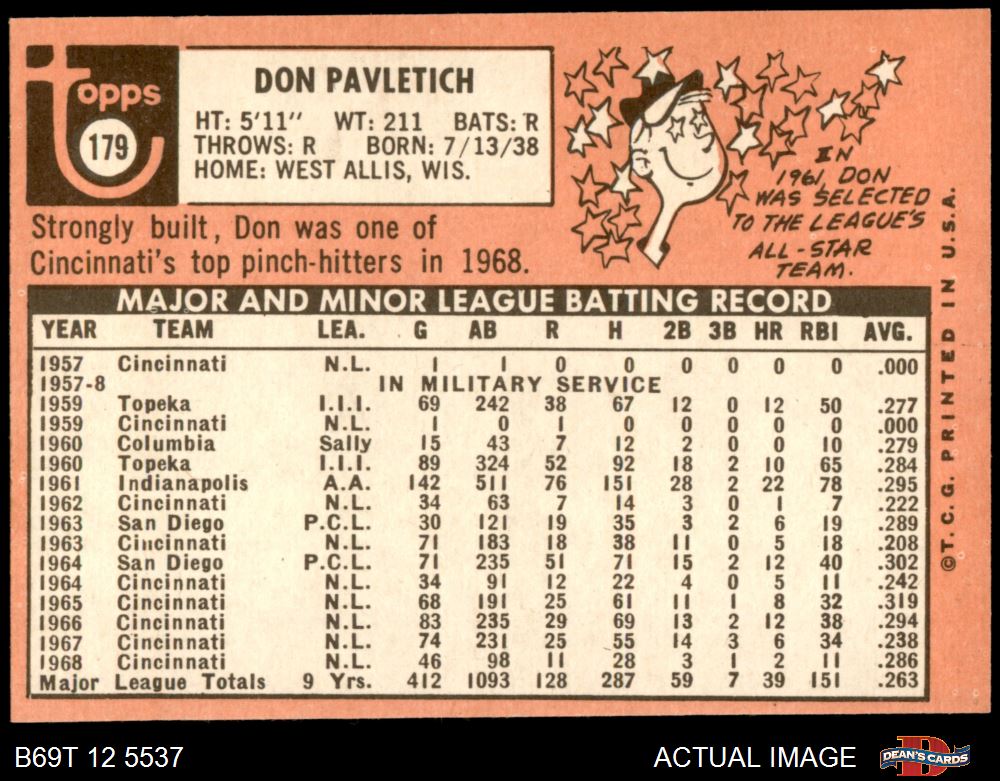 Topps
179
DON PAVLETICH
HT: 5'11" WT: 211 BATS: R
THROWS: R BORN: 7/13/38
HOME: WEST ALLIS, WIS.
IN
1961, DON
WAS SELECTED
TO THE LEAGUE'S
ALL-STAR
TEAM.
Strongly built, Don was one of
Cincinnati's top pinch-hitters in 1968.
MAJOR AND MINOR LEAGUE BATTING RECORD
YEAR TEAM LEA. G AB R H 2B 3B HR RBI AVG.
1957 Cincinnati N.L. 1 1 0 0 0 0 0 0 .000
1957-8 IN MILITARY SERVICE
1959 Topeka I.I.I. 69 242 38 67 12 0 12 50 .277
1959 Cincinnati N.L. 1 0 1 0 0 0 0 0 .000
1960 Columbia Sally 15 43 7 12 2 0 0 10 .279
1960 Topeka I.I.I. 89 324 52 92 18 2 10 65 .284
1961 Indianapolis A.A. 142 511 76 151 28 2 22 78 .295
1962 Cincinnati N.L. 34 63 7 14 3 0 1 7 .222
1963 San Diego P.C.L. 30 121 19 35 3 2 6 19 .289
1963 Cincinnati N.L. 71 183 18 38 11 0 5 18 .208
1964 San Diego P.C.L. 71 235 51 71 15 2 12 40 .302
1964 Cincinnati N.L. 34 91 12 22 4 0 5 11 .242
1965 Cincinnati N.L. 68 191 25 61 11 1 8 32 .319
1966 Cincinnati N.L. 83 235 29 69 13 2 12 38 .294
1967 Cincinnati N.L. 74 231 25 55 14 3 6 34 .238
1968 Cincinnati N.L. 46 98 11 28 3 1 2 11 .286
Major League Totals 9 Yrs. 412 1093 128 287 59 7 39 151 .263
©T.C.G. PRINTED IN U.S.A.
B69T 12 5537
ACTUAL IMAGE
DEAN'S CARDS